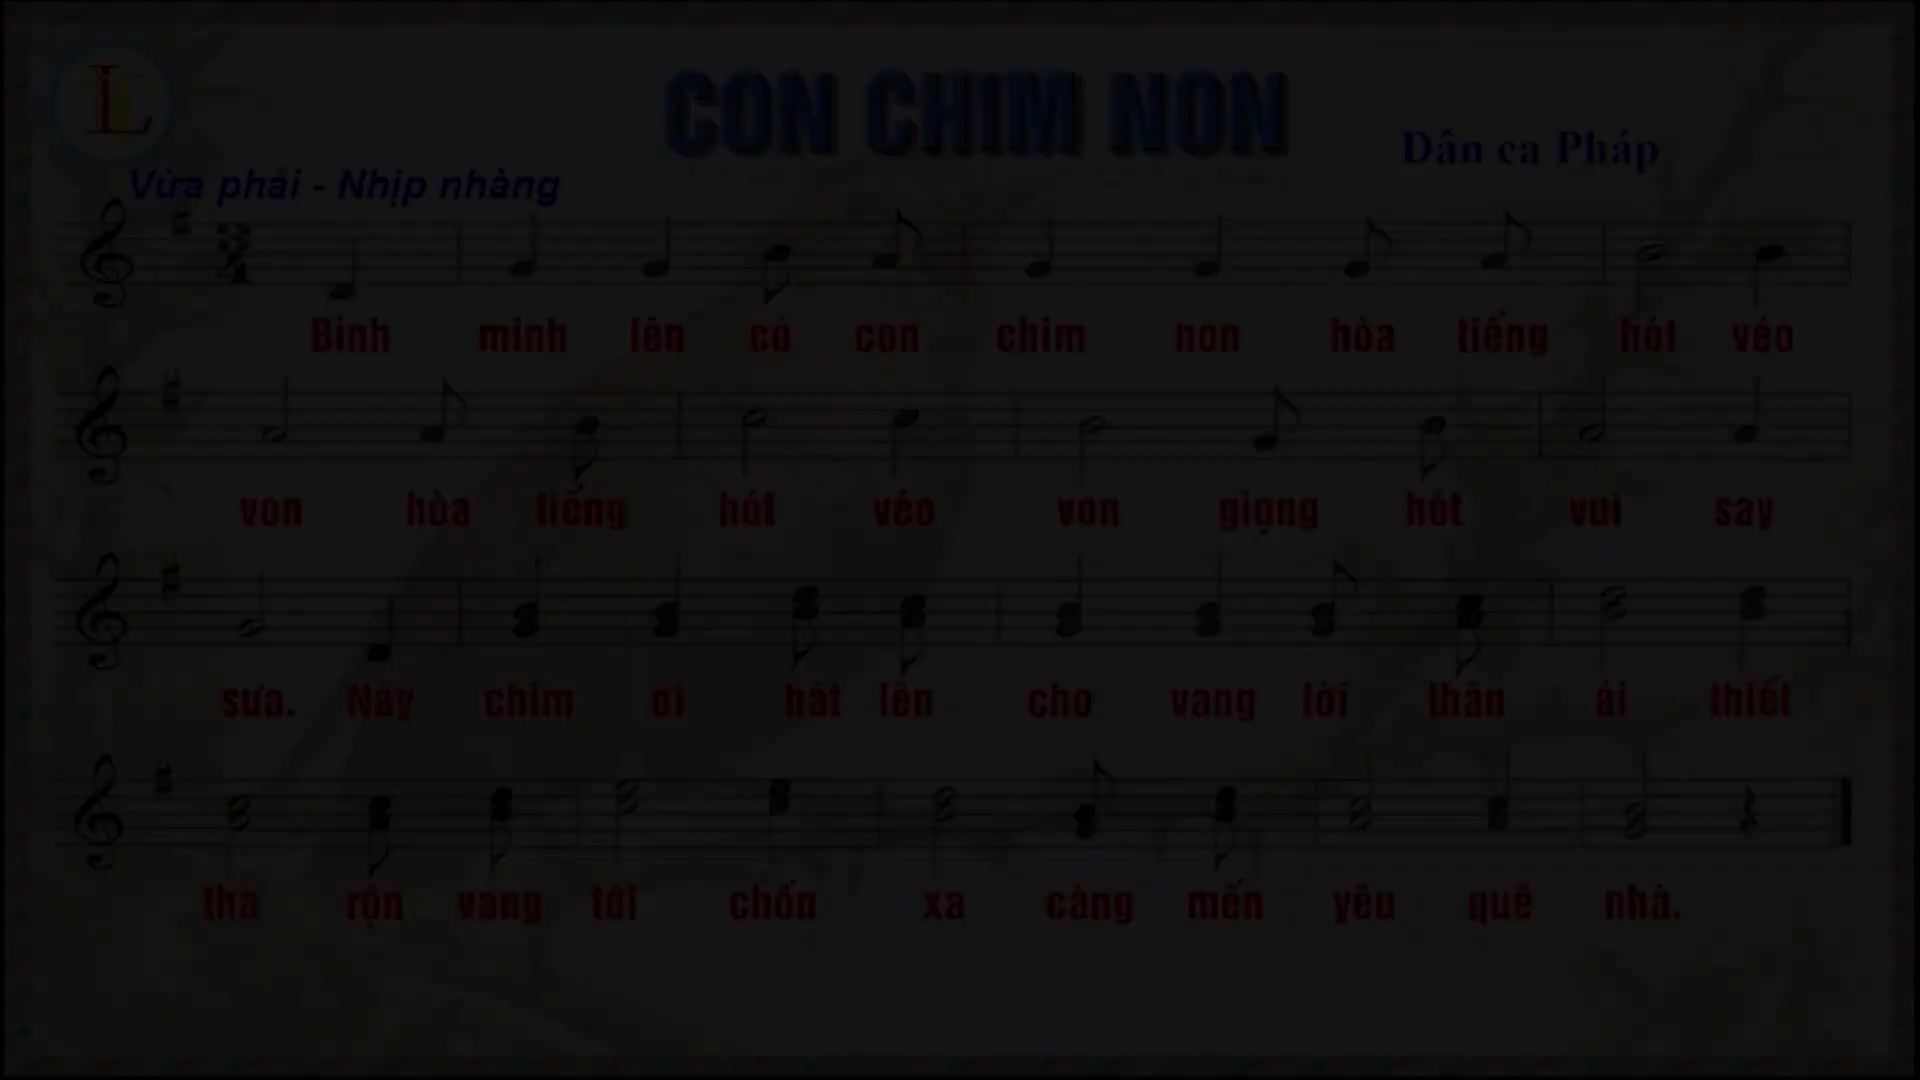 L
CON CHIM NON
Dân ca Pháp
Vừa phải - Nhịp nhàng
3
4
Bình minh lên có con chim non hòa tiếng hót véo
von hòa tiếng hót véo von giọng hót vui say
sưa. Này chim ơi hát lên cho vang lời thân ái thiết
tha rộn vang tới chốn xa càng mến yêu quê nhà.